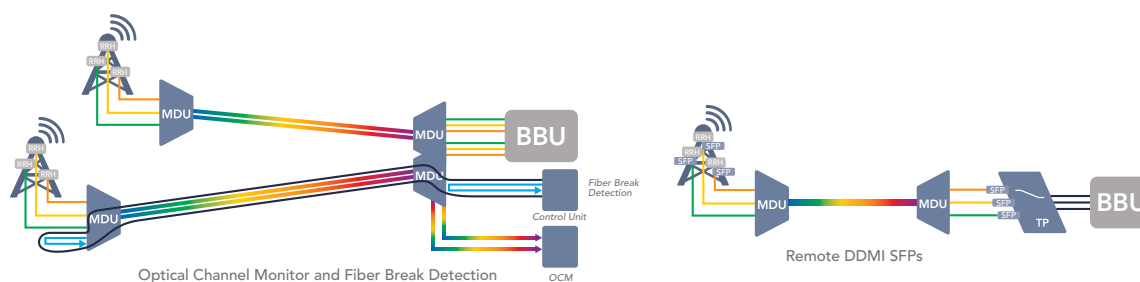 RRH
RRH
RRH
MDU
MDU
BBU
RRH
RRH
RRH
MDU
MDU
Fiber Break
Detection
Control Unit
OCM
Optical Channel Monitor and Fiber Break Detection
RRH
SFP
RRH
SFP
RRH
SFP
MDU
MDU
SFP
SFP
SFP
TP
BBU
Remote DDMI SFPs